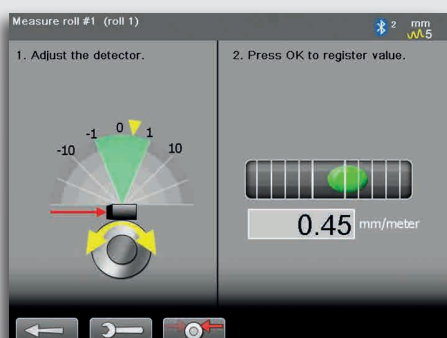 Measure roll #1 (roll 1)
2 mm
5
1. Adjust the detector.
2. Press OK to register value.
-10 -1 0 1 10
0.45 mm/meter